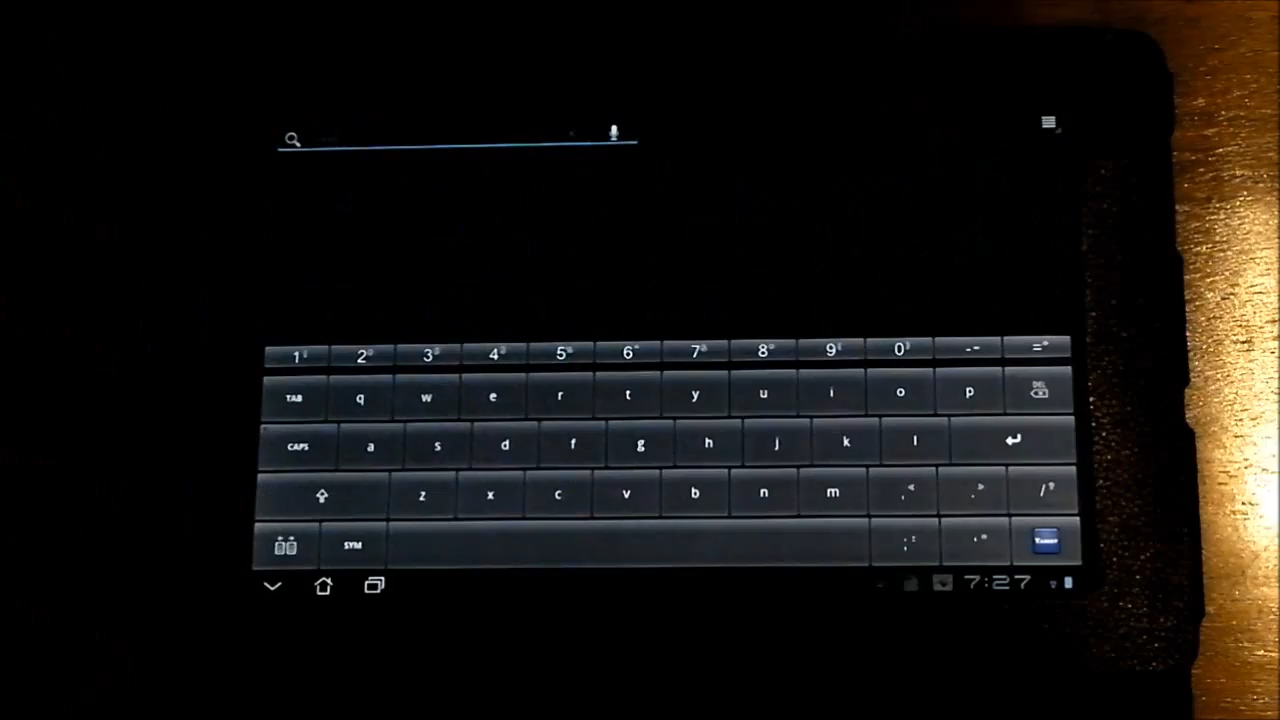 1 2 3 4 5 6 7 8 9 0 - =
TAB q w e r t y u i o p DEL
CAPS a s d f g h j k l
z x c v b n m , < . > / ?
SYM ; : ' "
7:27